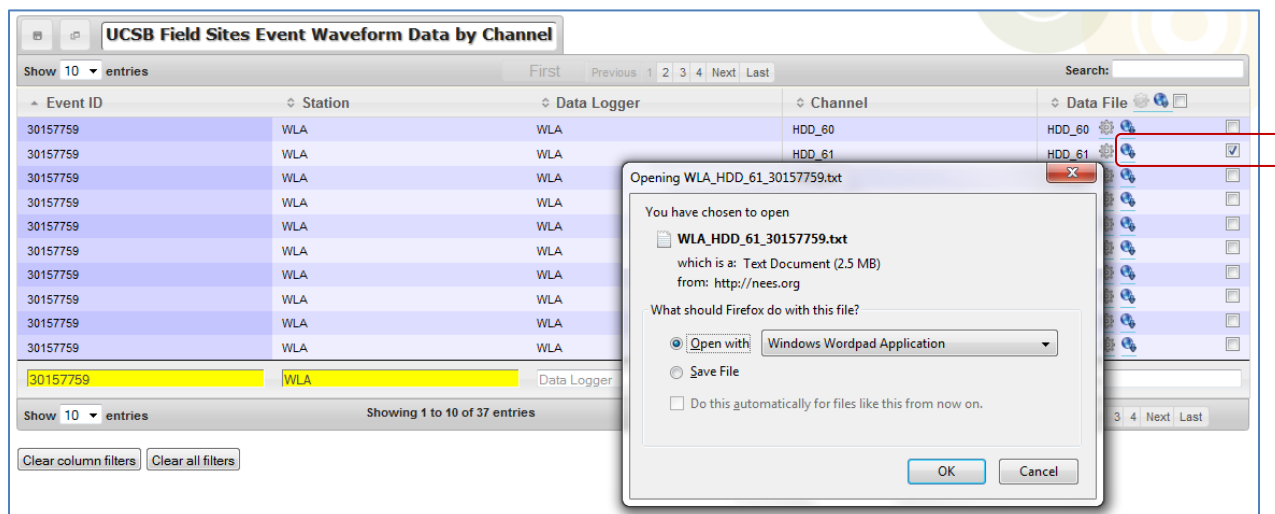 UCSB Field Sites Event Waveform Data by Channel
Show 10 entries First Previous 1 2 3 4 Next Last Search:
Event ID Station Data Logger Channel Data File
30157759 WLA WLA HDD_60 HDD_60
30157759 WLA WLA HDD_61 HDD_61
30157759 WLA WLA
30157759 WLA WLA
30157759 WLA WLA
30157759 WLA WLA
30157759 WLA WLA
30157759 WLA WLA
30157759 WLA WLA
30157759 WLA WLA
30157759 WLA Data Logger
Show 10 entries Showing 1 to 10 of 37 entries 3 4 Next Last
Clear column filters Clear all filters
Opening WLA_HDD_61_30157759.txt
You have chosen to open
WLA_HDD_61_30157759.txt
which is a: Text Document (2.5 MB)
from: http://nees.org
What should Firefox do with this file?
Open with Windows Wordpad Application
Save File
Do this automatically for files like this from now on.
OK Cancel